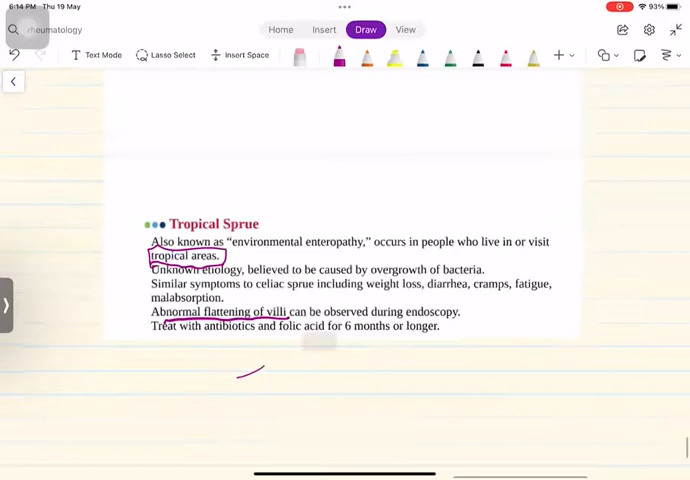 6:14 PM Thu 19 May
93%
rheumatology
Home Insert Draw View
Text Mode Lasso Select Insert Space
Tropical Sprue
Also known as “environmental enteropathy,” occurs in people who live in or visit
tropical areas.
Unknown etiology, believed to be caused by overgrowth of bacteria.
Similar symptoms to celiac sprue including weight loss, diarrhea, cramps, fatigue,
malabsorption.
Abnormal flattening of villi can be observed during endoscopy.
Treat with antibiotics and folic acid for 6 months or longer.